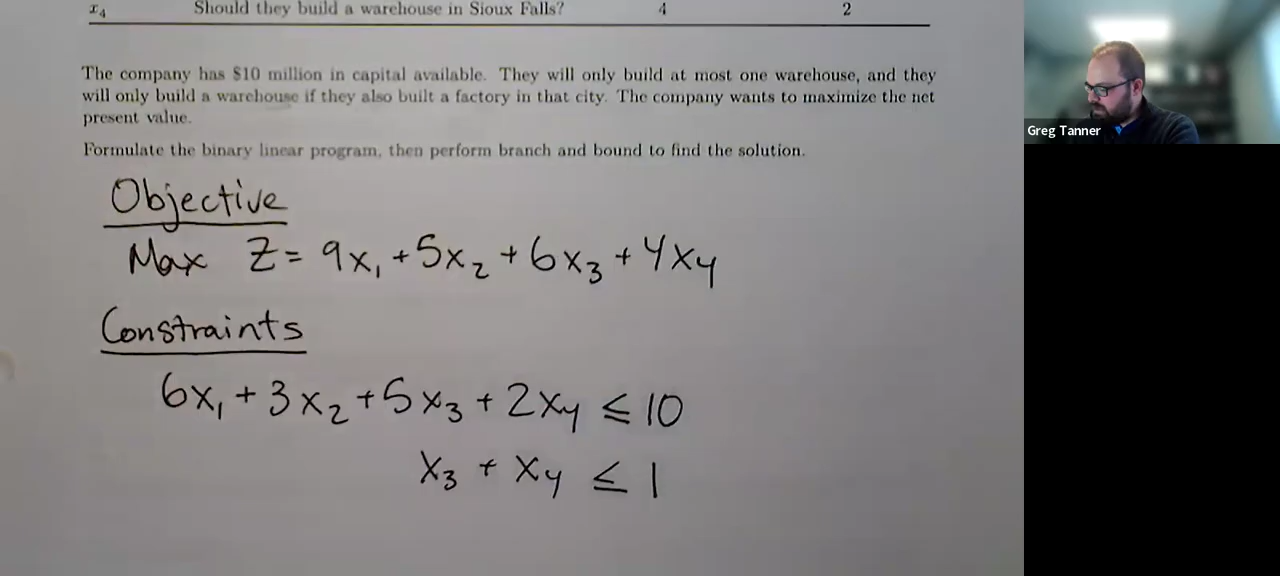 x4 Should they build a warehouse in Sioux Falls? 4 2
The company has $10 million in capital available. They will only build at most one warehouse, and they
will only build a warehouse if they also built a factory in that city. The company wants to maximize the net
present value.
Formulate the binary linear program, then perform branch and bound to find the solution.
Greg Tanner
Objective
Max Z = 9x₁ + 5x₂ + 6x₃ + 4x₄
Constraints
6x₁ + 3x₂ + 5x₃ + 2x₄ ≤ 10
x₃ + x₄ ≤ 1